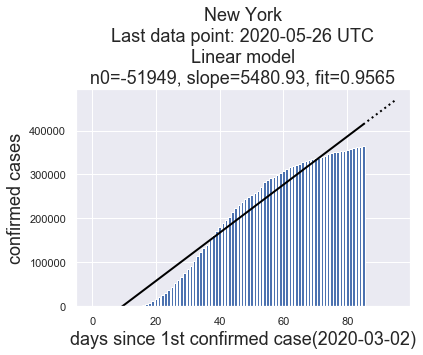 New York
Last data point: 2020-05-26 UTC
Linear model
n0=-51949, slope=5480.93, fit=0.9565
confirmed cases
400000
300000
200000
100000
0
0 20 40 60 80
days since 1st confirmed case(2020-03-02)